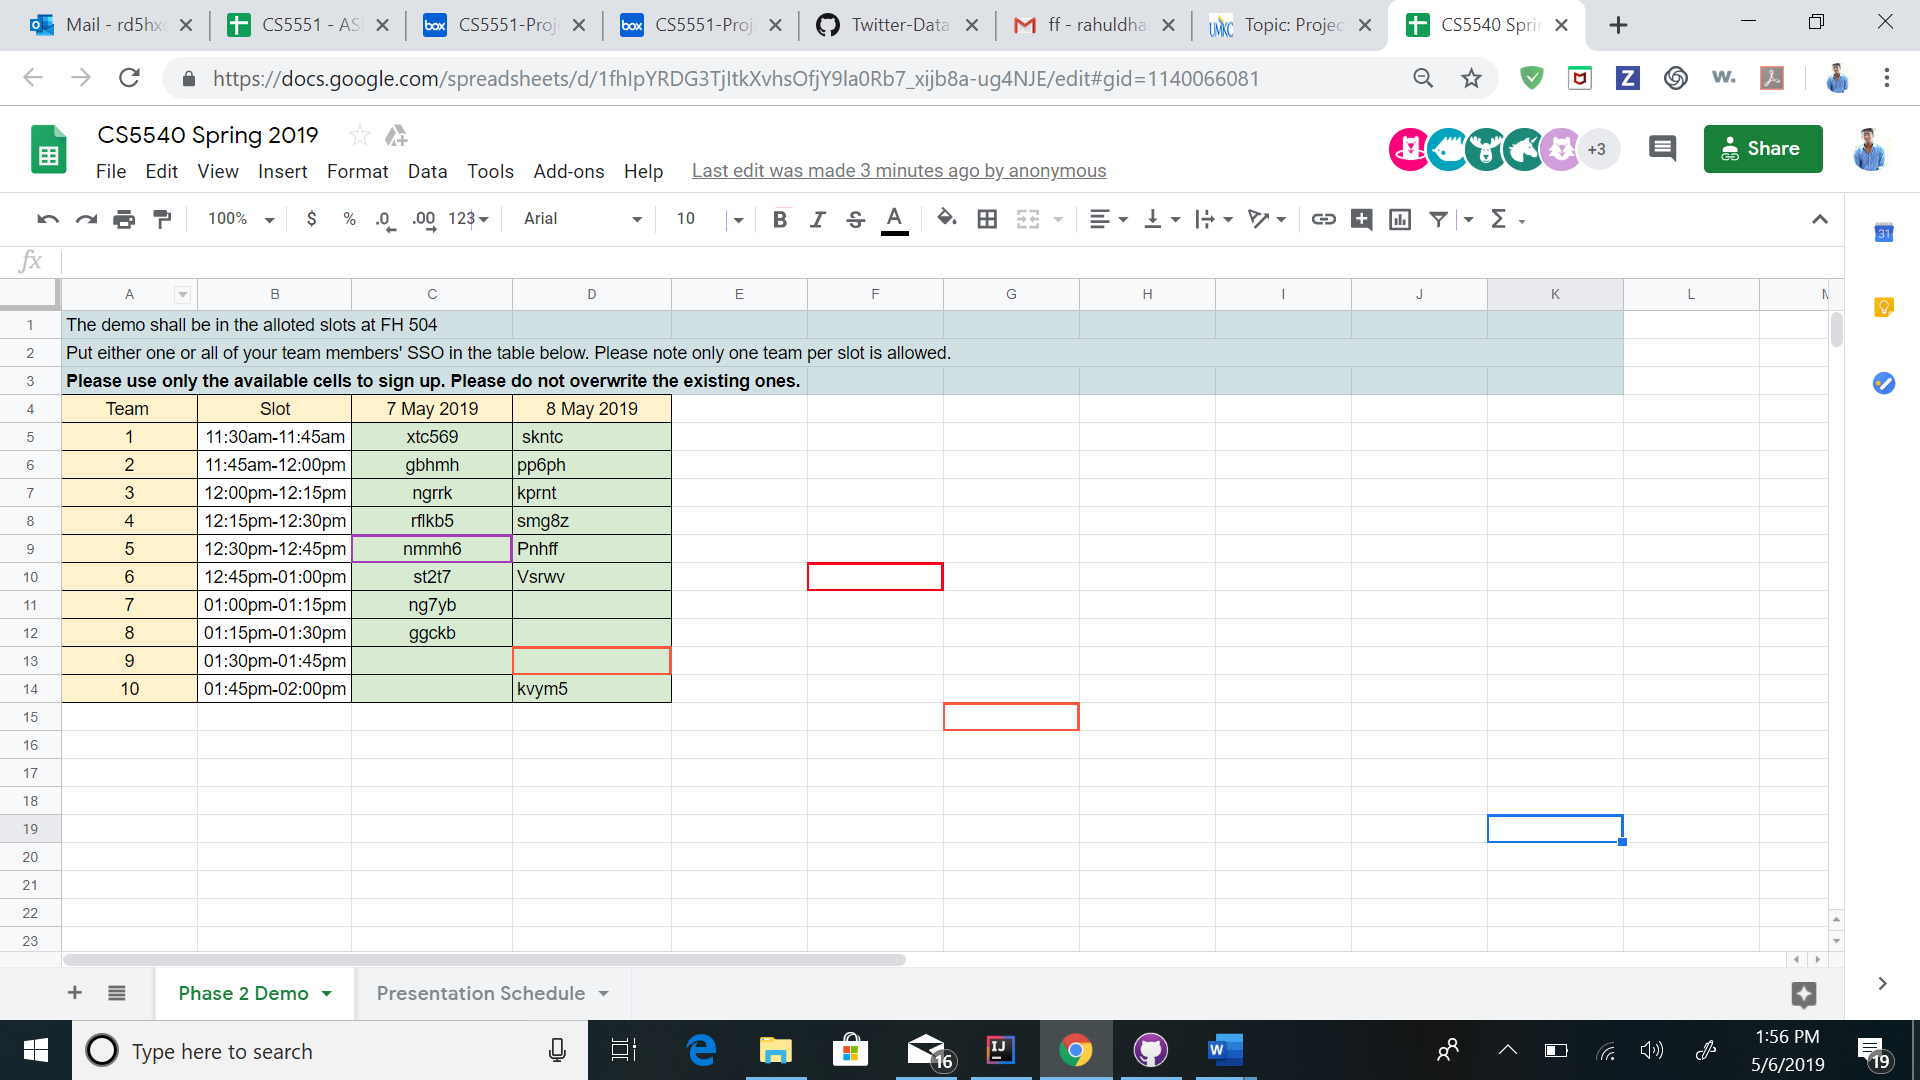 Mail - rd5hx CS5551 - AS CS5551-Proj CS5551-Proj Twitter-Data ff - rahuldha Topic: Projec CS5540 Sprin
https://docs.google.com/spreadsheets/d/1fhIpYRDG3TjItkXvhsOfjY9la0Rb7_xijb8a-ug4NJE/edit#gid=1140066081
CS5540 Spring 2019
+3
Share
File Edit View Insert Format Data Tools Add-ons Help Last edit was made 3 minutes ago by anonymous
100% $ % .0 .00 123 Arial 10 B I S A Σ
31
fx
A B C D E F G H I J K L
1 The demo shall be in the alloted slots at FH 504
2 Put either one or all of your team members' SSO in the table below. Please note only one team per slot is allowed.
3 Please use only the available cells to sign up. Please do not overwrite the existing ones.
4 Team Slot 7 May 2019 8 May 2019
5 1 11:30am-11:45am xtc569 skntc
6 2 11:45am-12:00pm gbhmh pp6ph
7 3 12:00pm-12:15pm ngrrk kprnt
8 4 12:15pm-12:30pm rflkb5 smg8z
9 5 12:30pm-12:45pm nmmh6 Pnhff
10 6 12:45pm-01:00pm st2t7 Vsrwv
11 7 01:00pm-01:15pm ng7yb
12 8 01:15pm-01:30pm ggckb
13 9 01:30pm-01:45pm
14 10 01:45pm-02:00pm kvym5
15
16
17
18
19
20
21
22
23
Phase 2 Demo Presentation Schedule
Type here to search
16
1:56 PM
5/6/2019
19